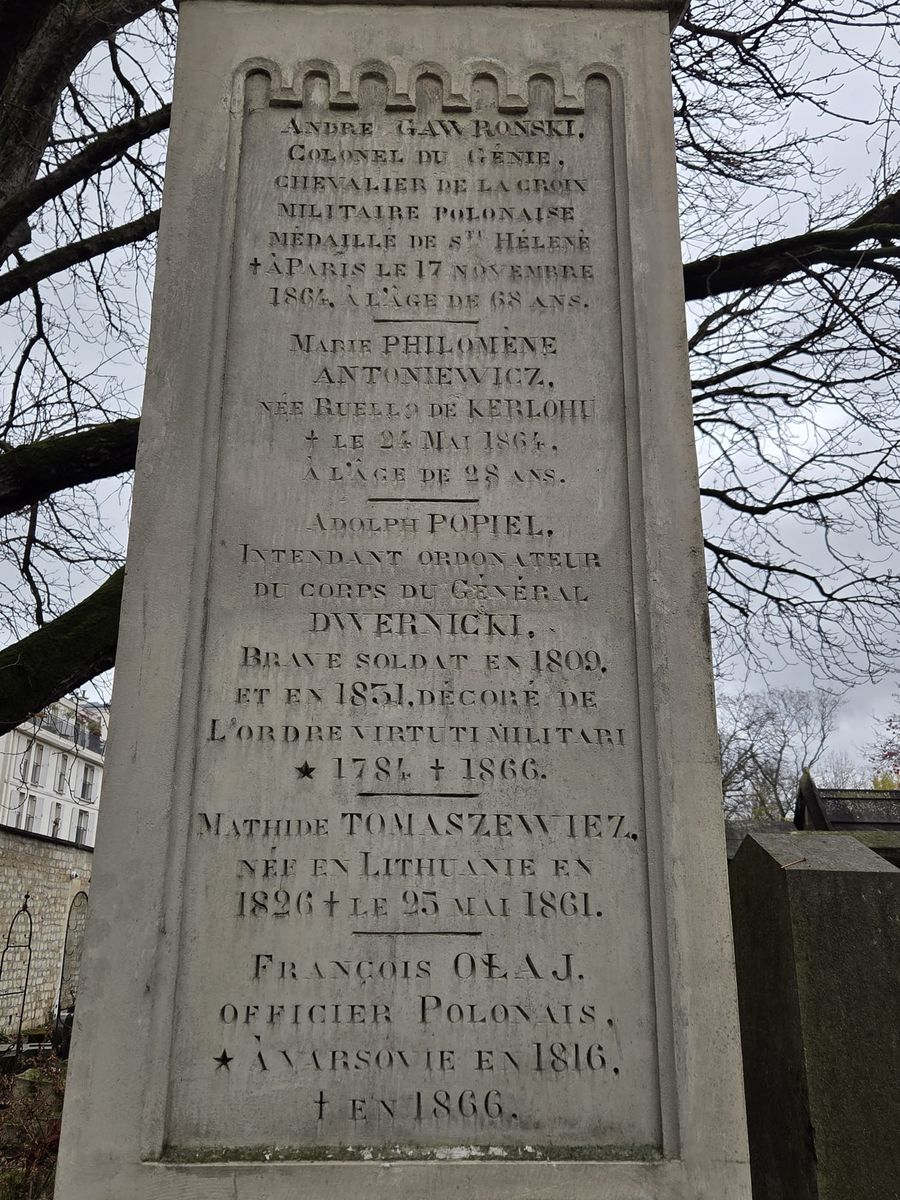 ANDRÉ GAWROŃSKI,
COLONEL DU GÉNIE,
CHEVALIER DE LA CROIX
MILITAIRE POLONAISE
MÉDAILLÉ DE STE HÉLENE
† À PARIS LE 17 NOVEMBRE
1864, À L'ÂGE DE 68 ANS.
MARIE PHILOMÈNE
ANTONIEWICZ,
NÉE RUELLO DE KERLOHU
† LE 24 MAI 1864,
À L'ÂGE DE 28 ANS.
ADOLPH POPIEL,
INTENDANT ORDONATEUR
DU CORPS DU GÉNÉRAL
DWERNICKI,
BRAVE SOLDAT EN 1809,
ET EN 1831, DÉCORÉ DE
L'ORDRE VIRTUTI MILITARI
★ 1784 † 1866.
MATHIDE TOMASZEWIEZ,
NÉE EN LITHUANIE EN
1826 † LE 25 MAI 1861.
FRANÇOIS OŁAJ.
OFFICIER POLONAIS,
★ À VARSOVIE EN 1816,
† EN 1866.